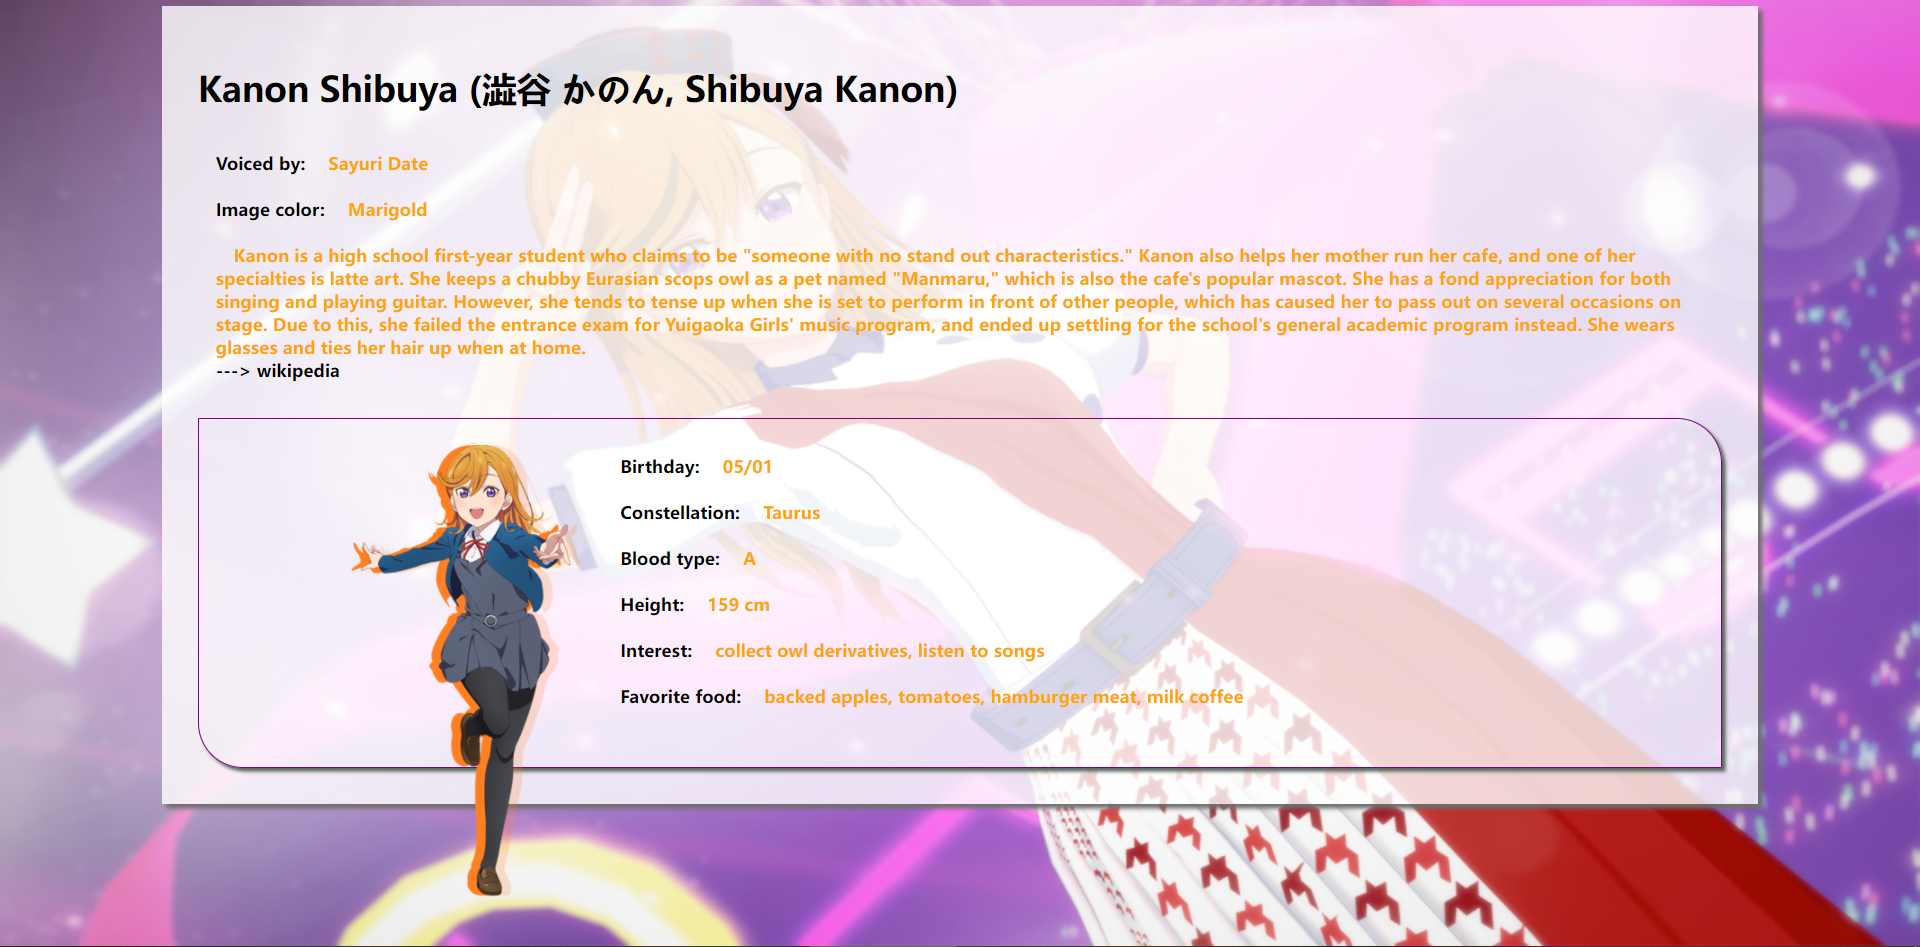 Kanon Shibuya (澁谷 かのん, Shibuya Kanon)
Voiced by: Sayuri Date
Image color: Marigold
Kanon is a high school first-year student who claims to be "someone with no stand out characteristics." Kanon also helps her mother run her cafe, and one of her
specialties is latte art. She keeps a chubby Eurasian scops owl as a pet named "Manmaru," which is also the cafe's popular mascot. She has a fond appreciation for both
singing and playing guitar. However, she tends to tense up when she is set to perform in front of other people, which has caused her to pass out on several occasions on
stage. Due to this, she failed the entrance exam for Yuigaoka Girls' music program, and ended up settling for the school's general academic program instead. She wears
glasses and ties her hair up when at home.
---> wikipedia
Birthday: 05/01
Constellation: Taurus
Blood type: A
Height: 159 cm
Interest: collect owl derivatives, listen to songs
Favorite food: backed apples, tomatoes, hamburger meat, milk coffee